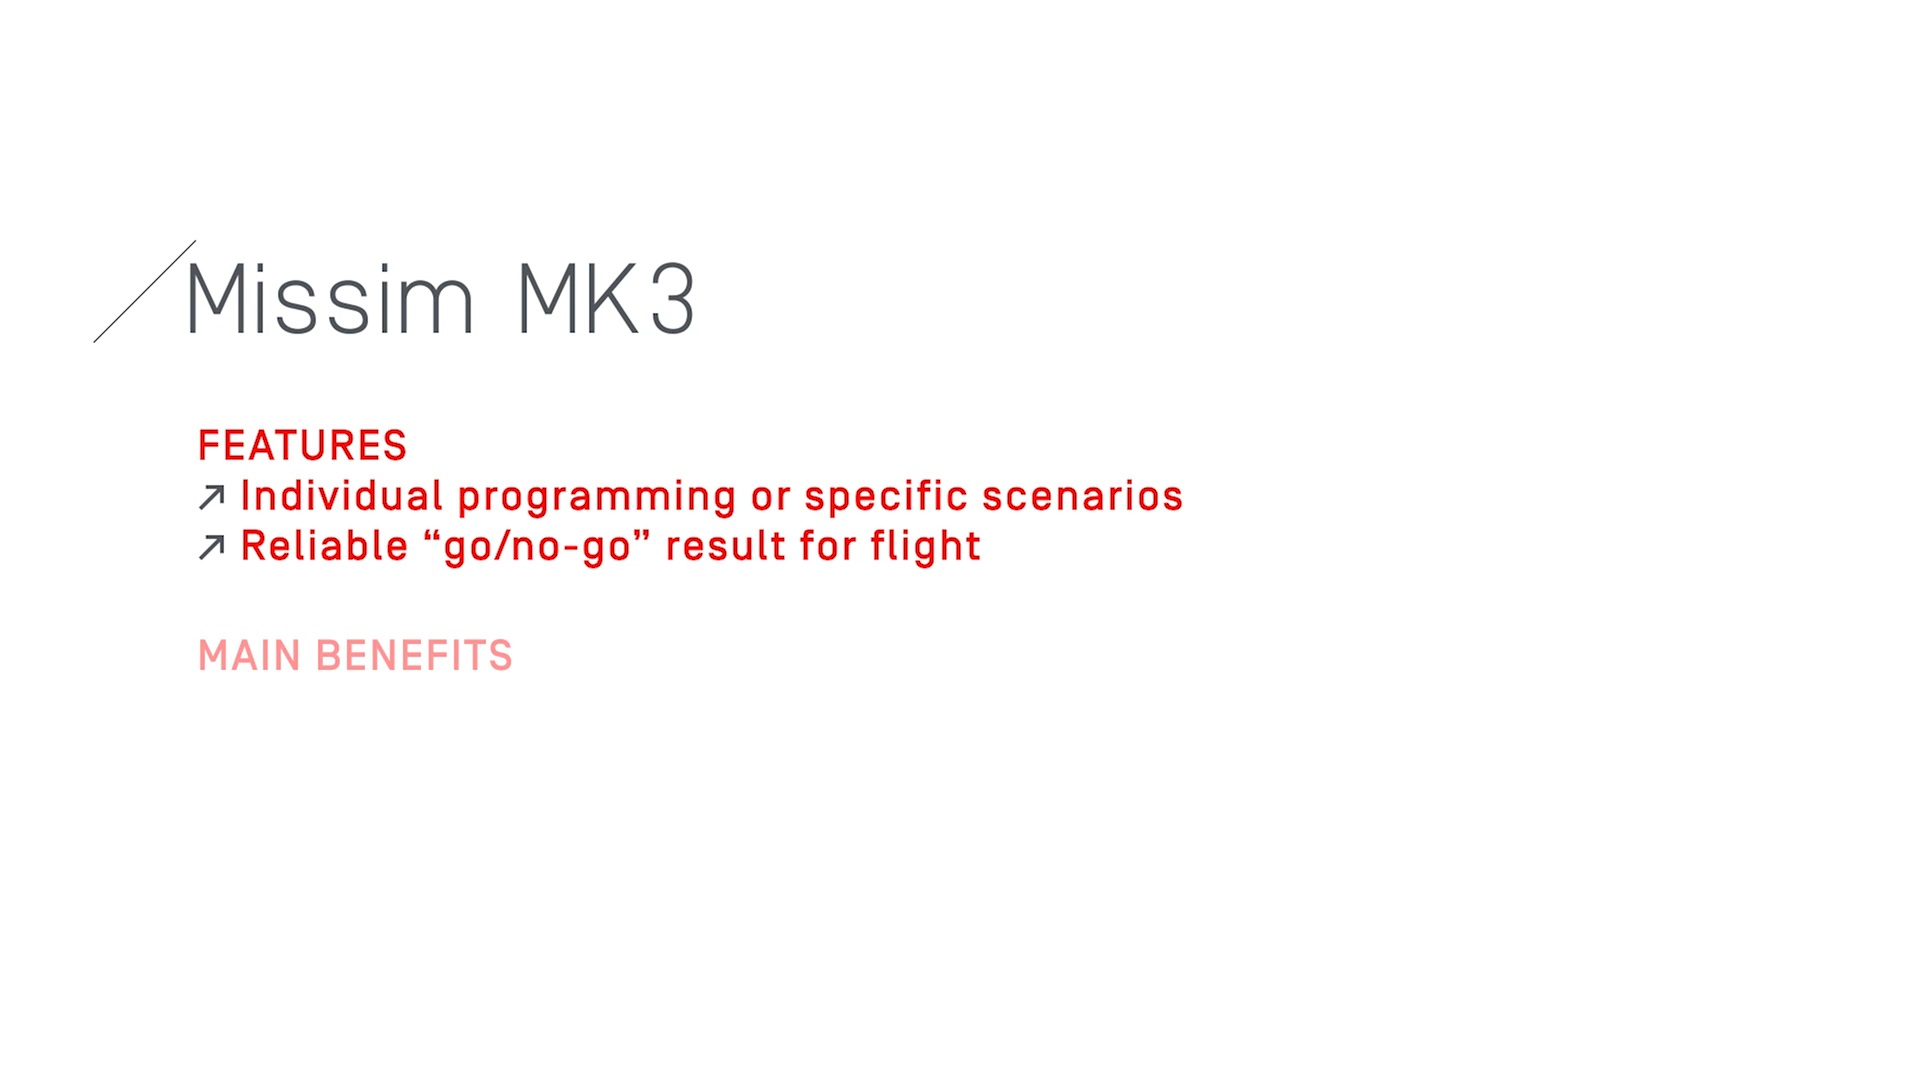 Missim MK3
FEATURES
↗ Individual programming or specific scenarios
↗ Reliable “go/no-go” result for flight
MAIN BENEFITS